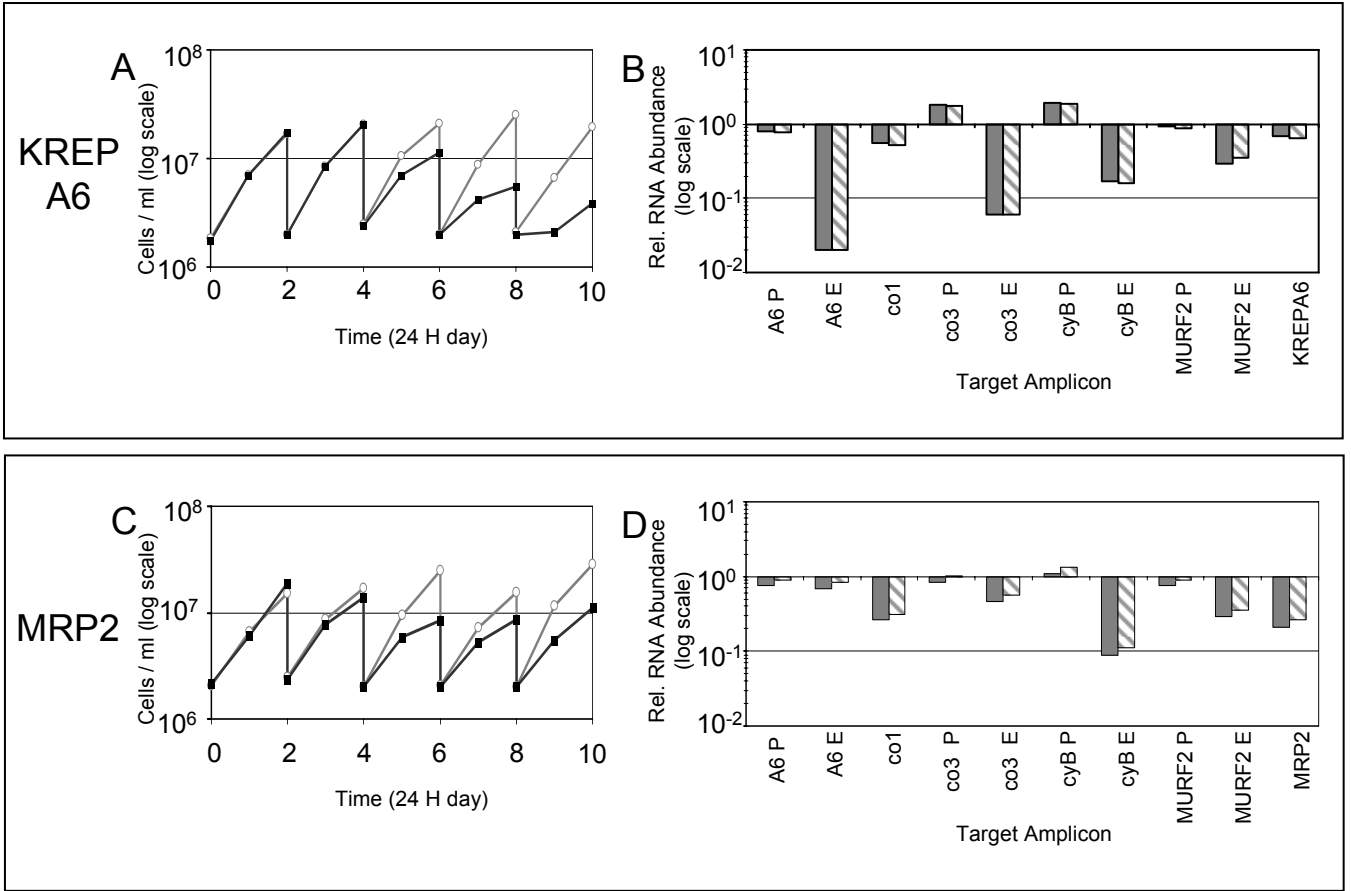 KREP
A6
A
Cells / ml (log scale)
10^8
10^7
10^6
0 2 4 6 8 10
Time (24 H day)
B
Rel. RNA Abundance
(log scale)
10^1
10^0
10^-1
10^-2
A6 P
A6 E
co1
co3 P
co3 E
cyB P
cyB E
MURF2 P
MURF2 E
KREPA6
Target Amplicon
MRP2
C
Cells / ml (log scale)
10^8
10^7
10^6
0 2 4 6 8 10
Time (24 H day)
D
Rel. RNA Abundance
(log scale)
10^1
10^0
10^-1
10^-2
A6 P
A6 E
co1
co3 P
co3 E
cyB P
cyB E
MURF2 P
MURF2 E
MRP2
Target Amplicon